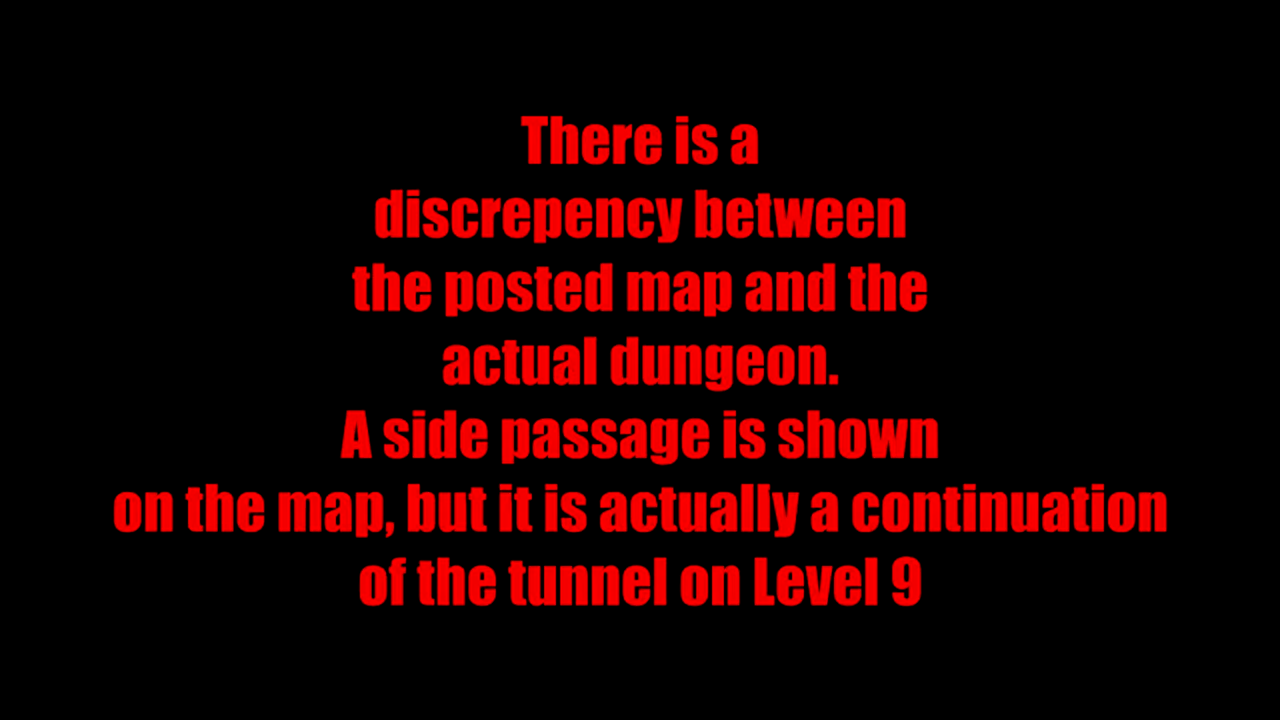 There is a
discrepency between
the posted map and the
actual dungeon.
A side passage is shown
on the map, but it is actually a continuation
of the tunnel on Level 9